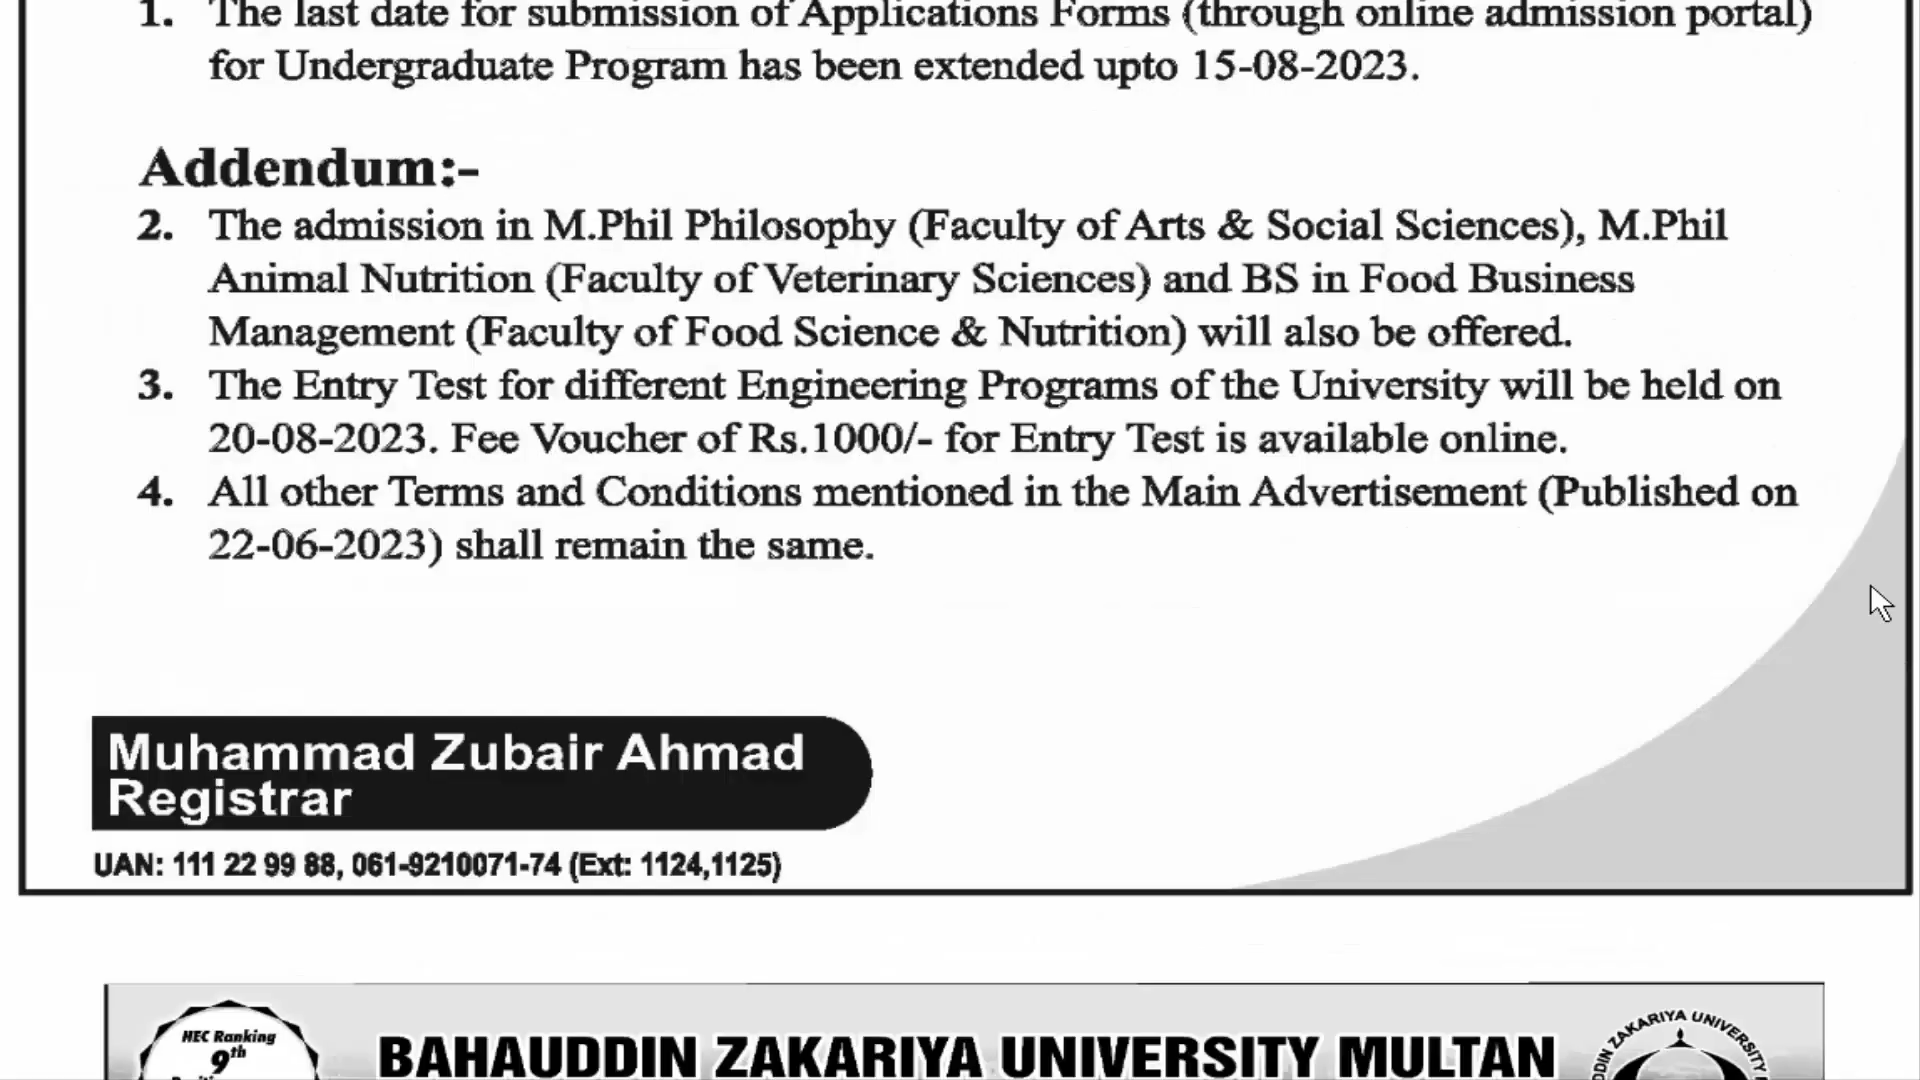 1. The last date for submission of Applications Forms (through online admission portal)
for Undergraduate Program has been extended upto 15-08-2023.
Addendum:-
2. The admission in M.Phil Philosophy (Faculty of Arts & Social Sciences), M.Phil
Animal Nutrition (Faculty of Veterinary Sciences) and BS in Food Business
Management (Faculty of Food Science & Nutrition) will also be offered.
3. The Entry Test for different Engineering Programs of the University will be held on
20-08-2023. Fee Voucher of Rs.1000/- for Entry Test is available online.
4. All other Terms and Conditions mentioned in the Main Advertisement (Published on
22-06-2023) shall remain the same.
Muhammad Zubair Ahmad
Registrar
UAN: 111 22 99 88, 061-9210071-74 (Ext: 1124,1125)
HEC Ranking
9th
BAHAUDDIN ZAKARIYA UNIVERSITY MULTAN
ZAKARIYA UNIVERSITY